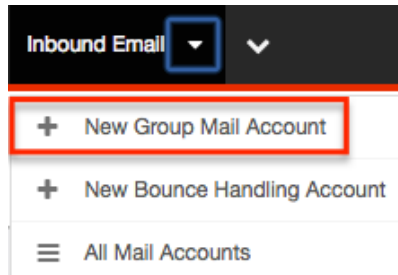 Inbound Email
New Group Mail Account
New Bounce Handling Account
All Mail Accounts